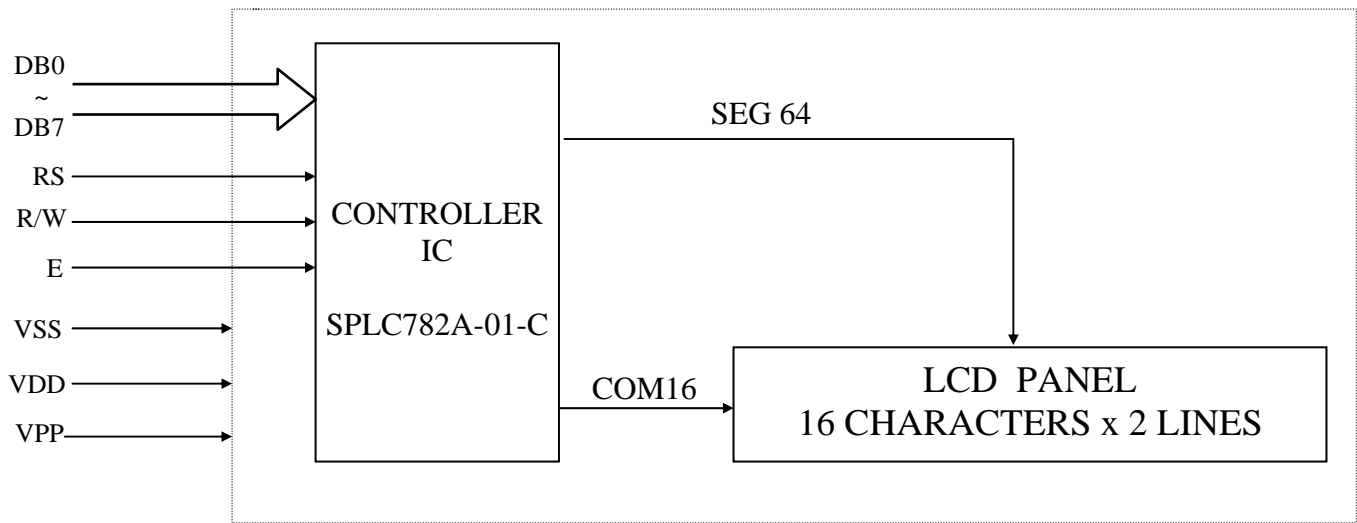 DB0
~
DB7
RS
R/W
E
VSS
VDD
VPP
CONTROLLER
IC
SPLC782A-01-C
SEG 64
COM16
LCD PANEL
16 CHARACTERS x 2 LINES